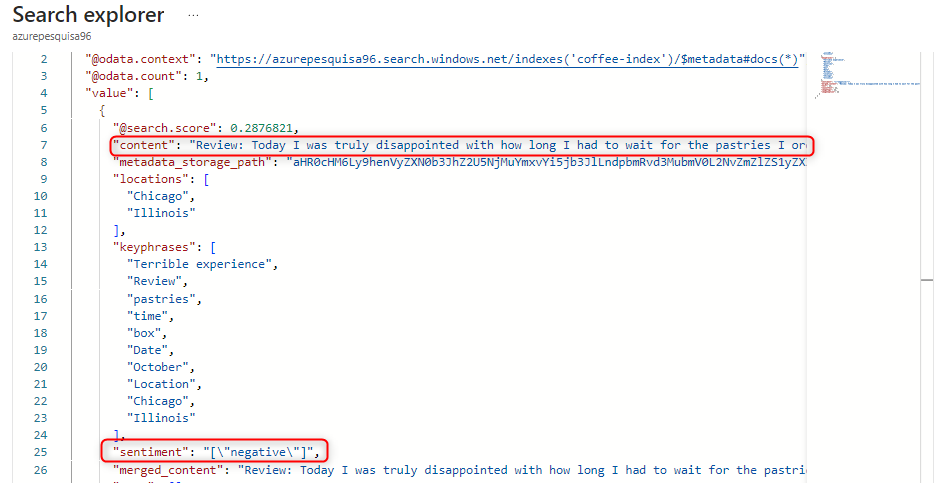 Search explorer ...
azurepesquisa96
2 "@odata.context": "https://azurepesquisa96.search.windows.net/indexes('coffee-index')/$metadata#docs(*)"
3 "@odata.count": 1,
4 "value": [
5 {
6 "@search.score": 0.2876821,
7 "content": "Review: Today I was truly disappointed with how long I had to wait for the pastries I or
8 "metadata_storage_path":
9 "locations": [
10 "Chicago",
11 "Illinois"
12 ],
13 "keyphrases": [
14 "Terrible experience",
15 "Review",
16 "pastries",
17 "time",
18 "box",
19 "Date",
20 "October",
21 "Location",
22 "Chicago",
23 "Illinois"
24 ],
25 "sentiment": "[\"negative\"]",
26 "merged_content": "Review: Today I was truly disappointed with how long I had to wait for the pastri